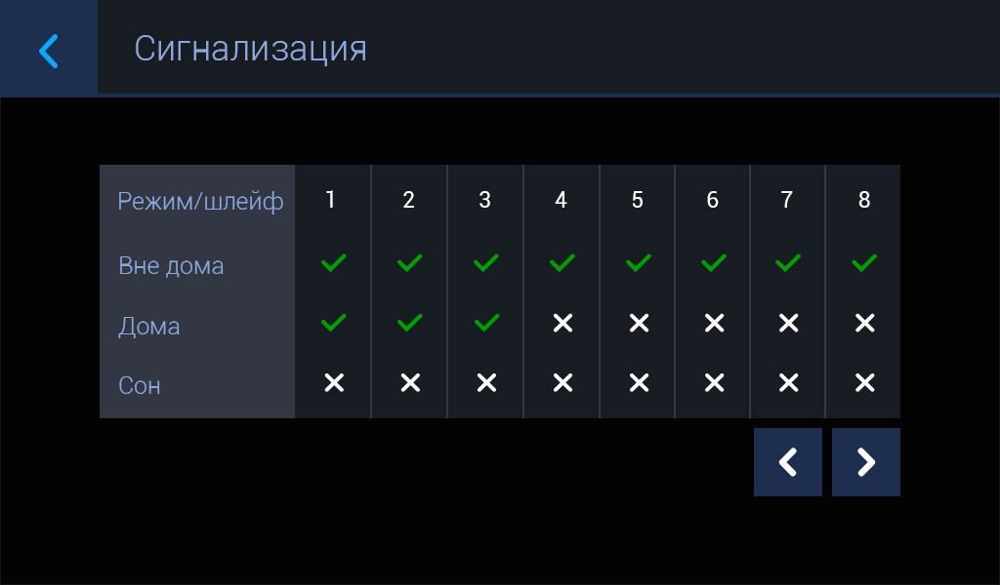 Сигнализация
Режим/шлейф 1 2 3 4 5 6 7 8
Вне дома
Дома
Сон